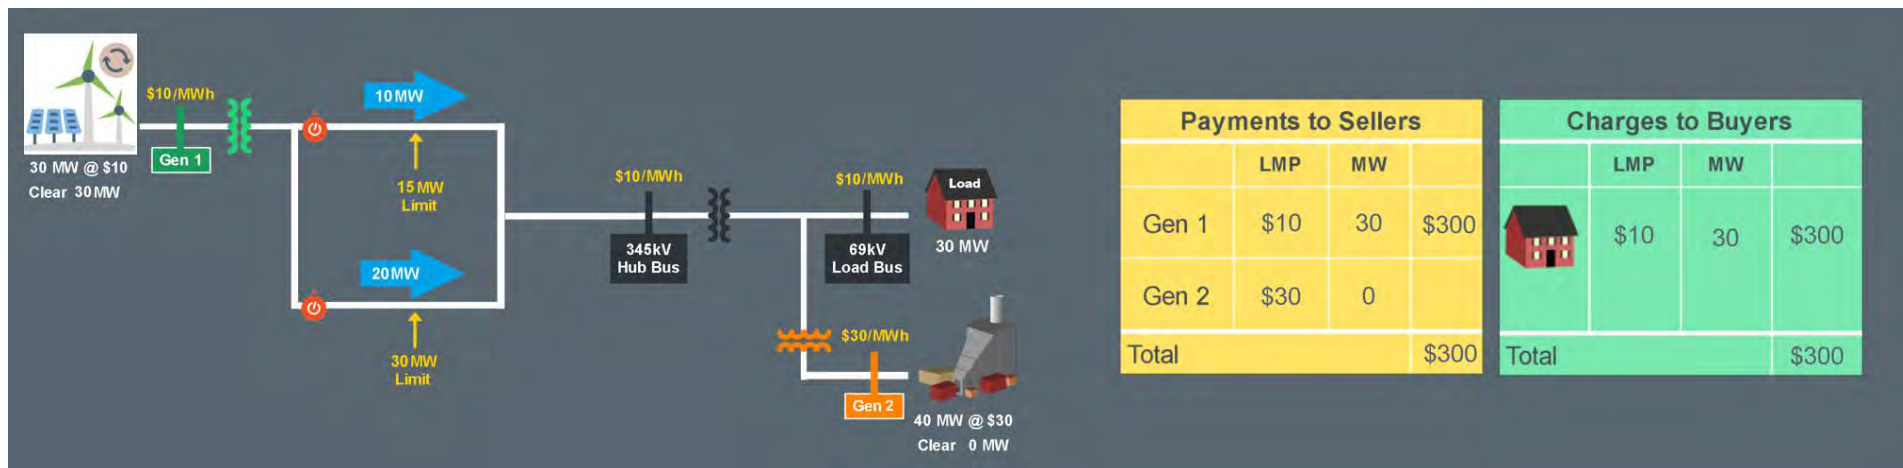 $10/MWh
Gen 1
30 MW @ $10
Clear 30 MW
10 MW
15 MW
Limit
20 MW
30 MW
Limit
$10/MWh
345kV
Hub Bus
$10/MWh
69kV
Load Bus
Load
30 MW
$30/MWh
Gen 2
40 MW @ $30
Clear 0 MW
Payments to Sellers
LMP MW
Gen 1 $10 30 $300
Gen 2 $30 0
Total $300
Charges to Buyers
LMP MW
$10 30 $300
Total $300